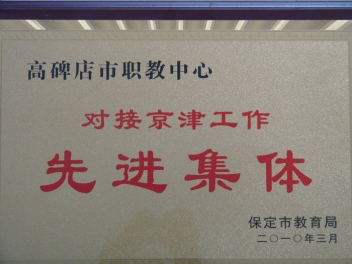 高碑店市职教中心
对接京津工作
先进集体
保定市教育局
二〇一〇年三月